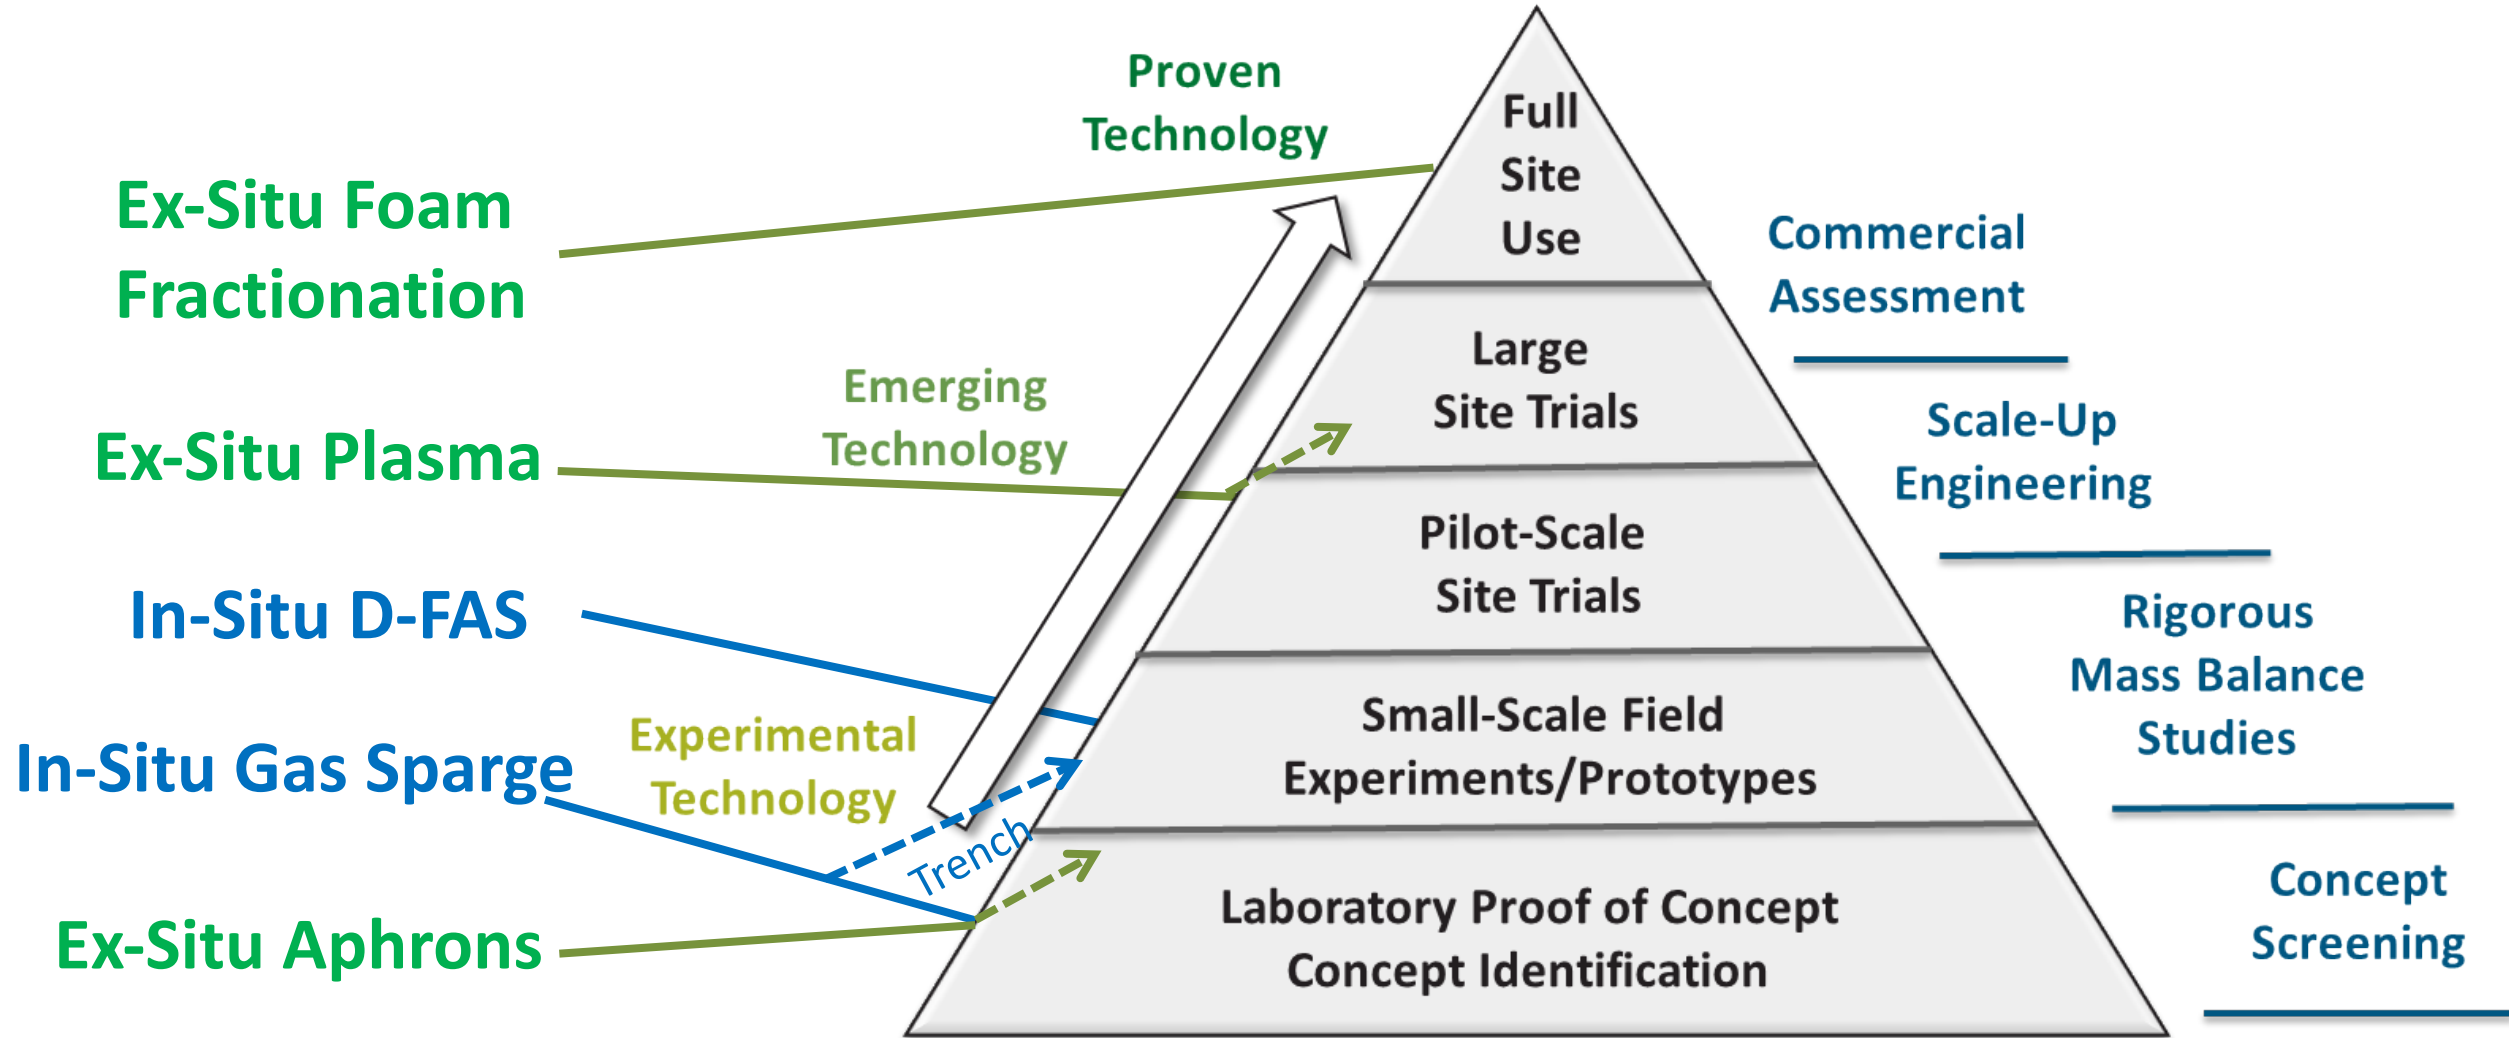 Proven
Technology
Ex-Situ Foam
Fractionation
Emerging
Technology
Ex-Situ Plasma
In-Situ D-FAS
Experimental
Technology
In-Situ Gas Sparge
Trench
Ex-Situ Aphrons
Full
Site
Use
Large
Site Trials
Pilot-Scale
Site Trials
Small-Scale Field
Experiments/Prototypes
Laboratory Proof of Concept
Concept Identification
Commercial
Assessment
Scale-Up
Engineering
Rigorous
Mass Balance
Studies
Concept
Screening